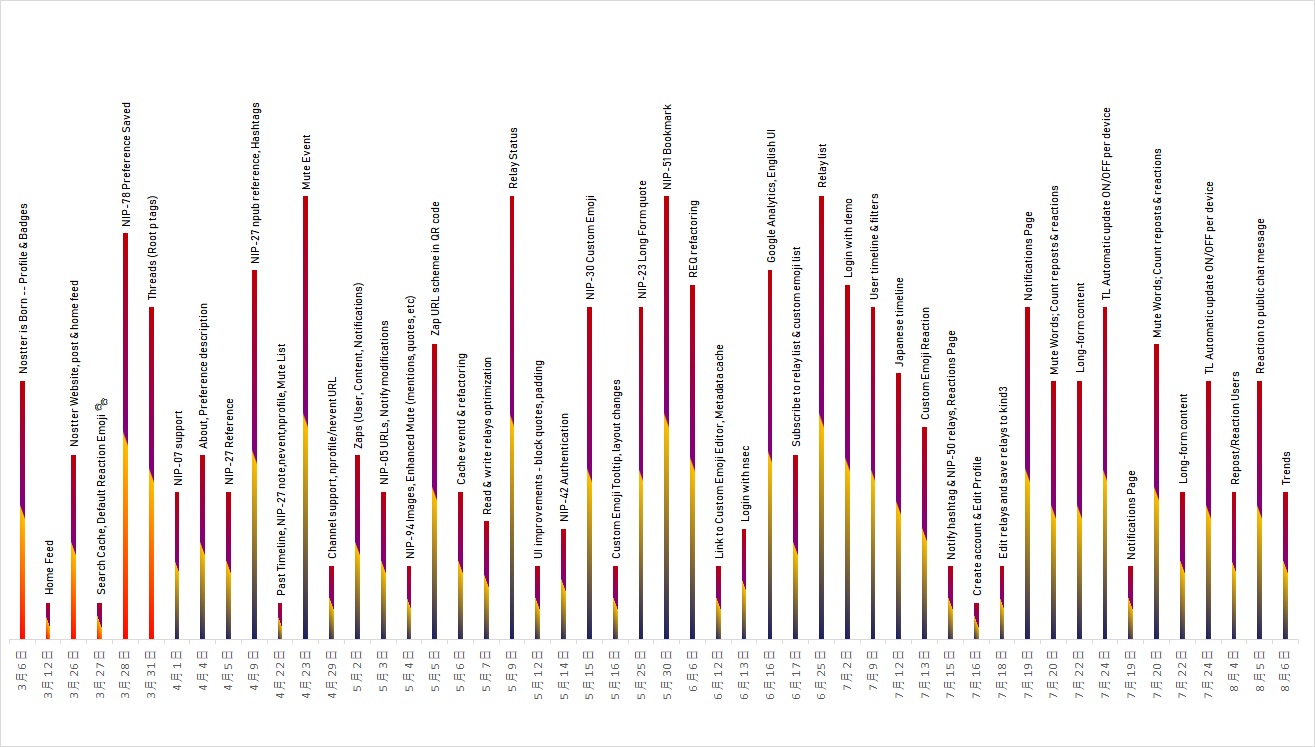 Nostter is Born -- Profile & Badges
Home Feed
Nostter Website, post & home feed
Search Cache, Default Reaction Emoji
NIP-78 Preference Saved
Threads (Root p tags)
NIP-07 support
About, Preference description
NIP-27 Reference
NIP-27 npub reference, Hashtags
Past Timeline, NIP-27 note,nevent,nprofile, Mute List
Mute Event
Channel support, nprofile/nevent URL
Zaps (User, Content, Notifications)
NIP-05 URLs, Notify modifications
NIP-94 Images, Enhanced Mute (mentions, quotes, etc)
Zap URL scheme in QR code
Cache eventd & refactoring
Read & write relays optimization
Relay Status
UI improvements - block quotes, padding
NIP-42 Authentication
NIP-30 Custom Emoji
Custom Emoji Tooltip, layout changes
NIP-23 Long Form quote
NIP-51 Bookmark
REQ refactoring
Link to Custom Emoji Editor, Metadata cache
Login with nsec
Google Analytics, English UI
Subscribe to relay list & custom emoji list
Relay list
Login with demo
User timeline & filters
Japanese timeline
Custom Emoji Reaction
Notify hashtag & NIP-50 relays, Reactions Page
Create account & Edit Profile
Edit relays and save relays to kind3
Notifications Page
Mute Words; Count reposts & reactions
Long-form content
TL Automatic update ON/OFF per device
Notifications Page
Mute Words; Count reposts & reactions
Long-form content
TL Automatic update ON/OFF per device
Repost/Reaction Users
Reaction to public chat message
Trends
3月6日
3月12日
3月26日
3月27日
3月28日
3月31日
4月1日
4月4日
4月5日
4月9日
4月22日
4月23日
4月29日
5月2日
5月3日
5月4日
5月5日
5月6日
5月7日
5月9日
5月12日
5月14日
5月15日
5月16日
5月25日
5月30日
6月6日
6月12日
6月13日
6月16日
6月17日
6月25日
7月2日
7月9日
7月12日
7月13日
7月15日
7月16日
7月18日
7月19日
7月20日
7月22日
7月24日
7月19日
7月20日
7月22日
7月24日
8月4日
8月5日
8月6日